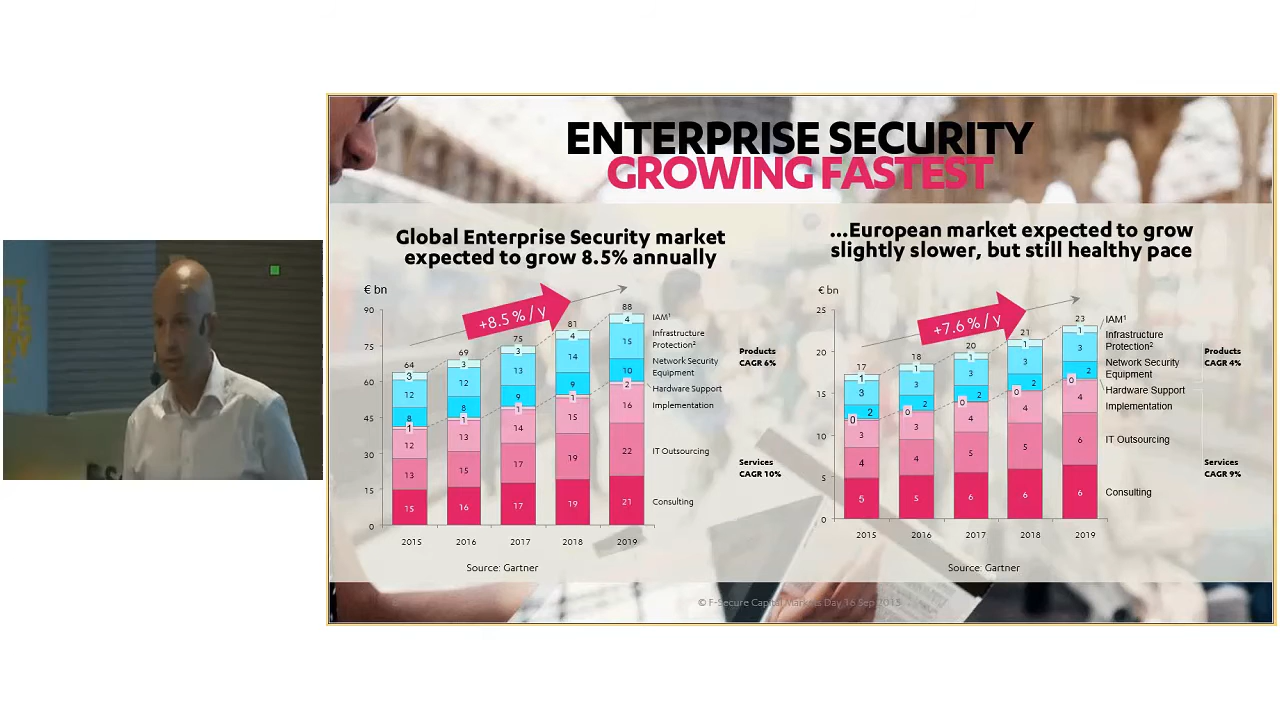 ENTERPRISE SECURITY
GROWING FASTEST
Global Enterprise Security market
expected to grow 8.5% annually
€ bn
90
75
60
45
30
15
0
+8.5 % / y
64
3
12
8
1
12
13
15
69
3
12
8
1
13
15
16
75
3
13
9
1
14
17
17
81
4
14
9
1
15
19
19
88
4
15
10
2
16
22
21
2015 2016 2017 2018 2019
IAM¹
Infrastructure
Protection²
Network Security
Equipment
Hardware Support
Implementation
IT Outsourcing
Consulting
Products
CAGR 6%
Services
CAGR 10%
Source: Gartner
...European market expected to grow
slightly slower, but still healthy pace
€ bn
25
20
15
10
5
0
+7.6 % / y
17
1
3
2
0
3
4
5
18
1
3
2
0
3
4
5
20
1
3
2
0
4
5
6
21
1
3
2
0
4
5
6
23
1
3
2
0
4
6
6
2015 2016 2017 2018 2019
IAM¹
Infrastructure
Protection²
Network Security
Equipment
Hardware Support
Implementation
IT Outsourcing
Consulting
Products
CAGR 4%
Services
CAGR 9%
Source: Gartner
© F-Secure Capital Markets Day 16 Sep 2015